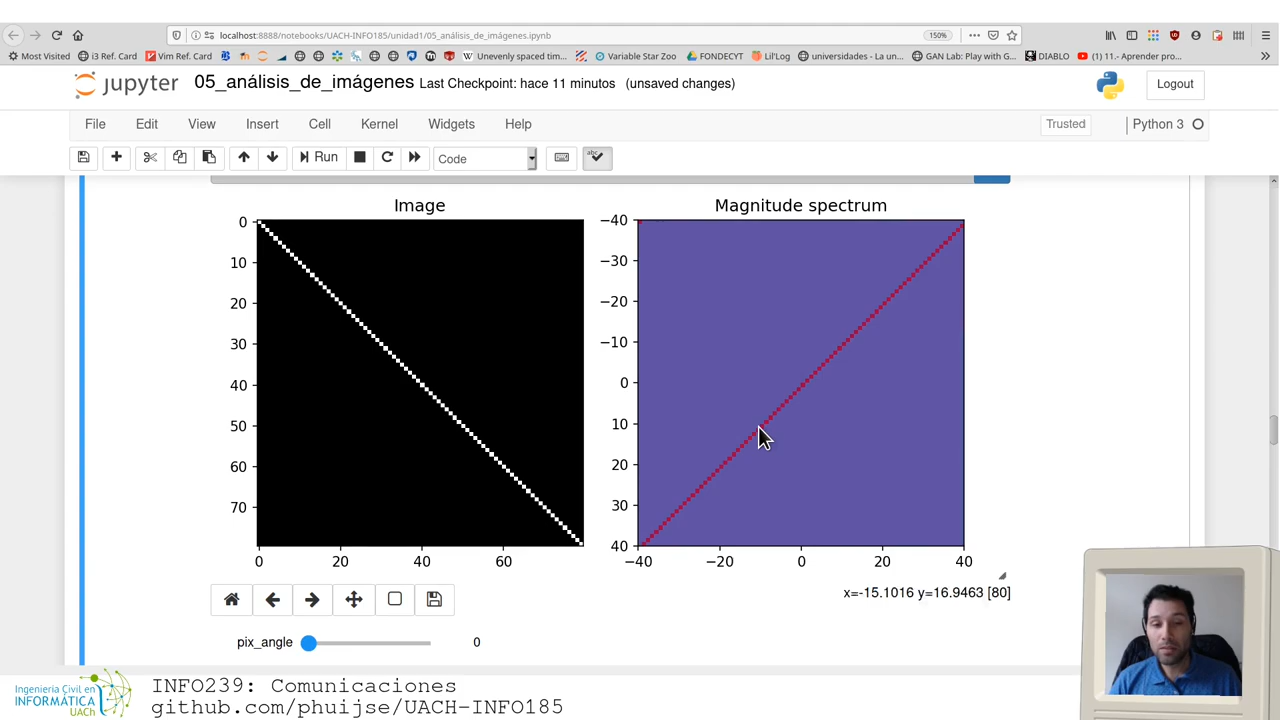 localhost:8888/notebooks/UACH-INFO185/unidad1/05_análisis_de_imágenes.ipynb
150%
Most Visited i3 Ref. Card Vim Ref. Card Unevenly spaced tim... Variable Star Zoo FONDECYT Lil'Log universidades - La un... GAN Lab: Play with G... DIABLO (1) 11.- Aprender pro...
jupyter 05_análisis_de_imágenes Last Checkpoint: hace 11 minutos (unsaved changes) Logout
File Edit View Insert Cell Kernel Widgets Help Trusted Python 3
Run Code abc
Image
0
10
20
30
40
50
60
70
0 20 40 60
Magnitude spectrum
−40
−30
−20
−10
0
10
20
30
40
−40 −20 0 20 40
x=-15.1016 y=16.9463 [80]
pix_angle 0
Ingeniería Civil en
INFORMÁTICA
UACh
INFO239: Comunicaciones
github.com/phuijse/UACH-INFO185